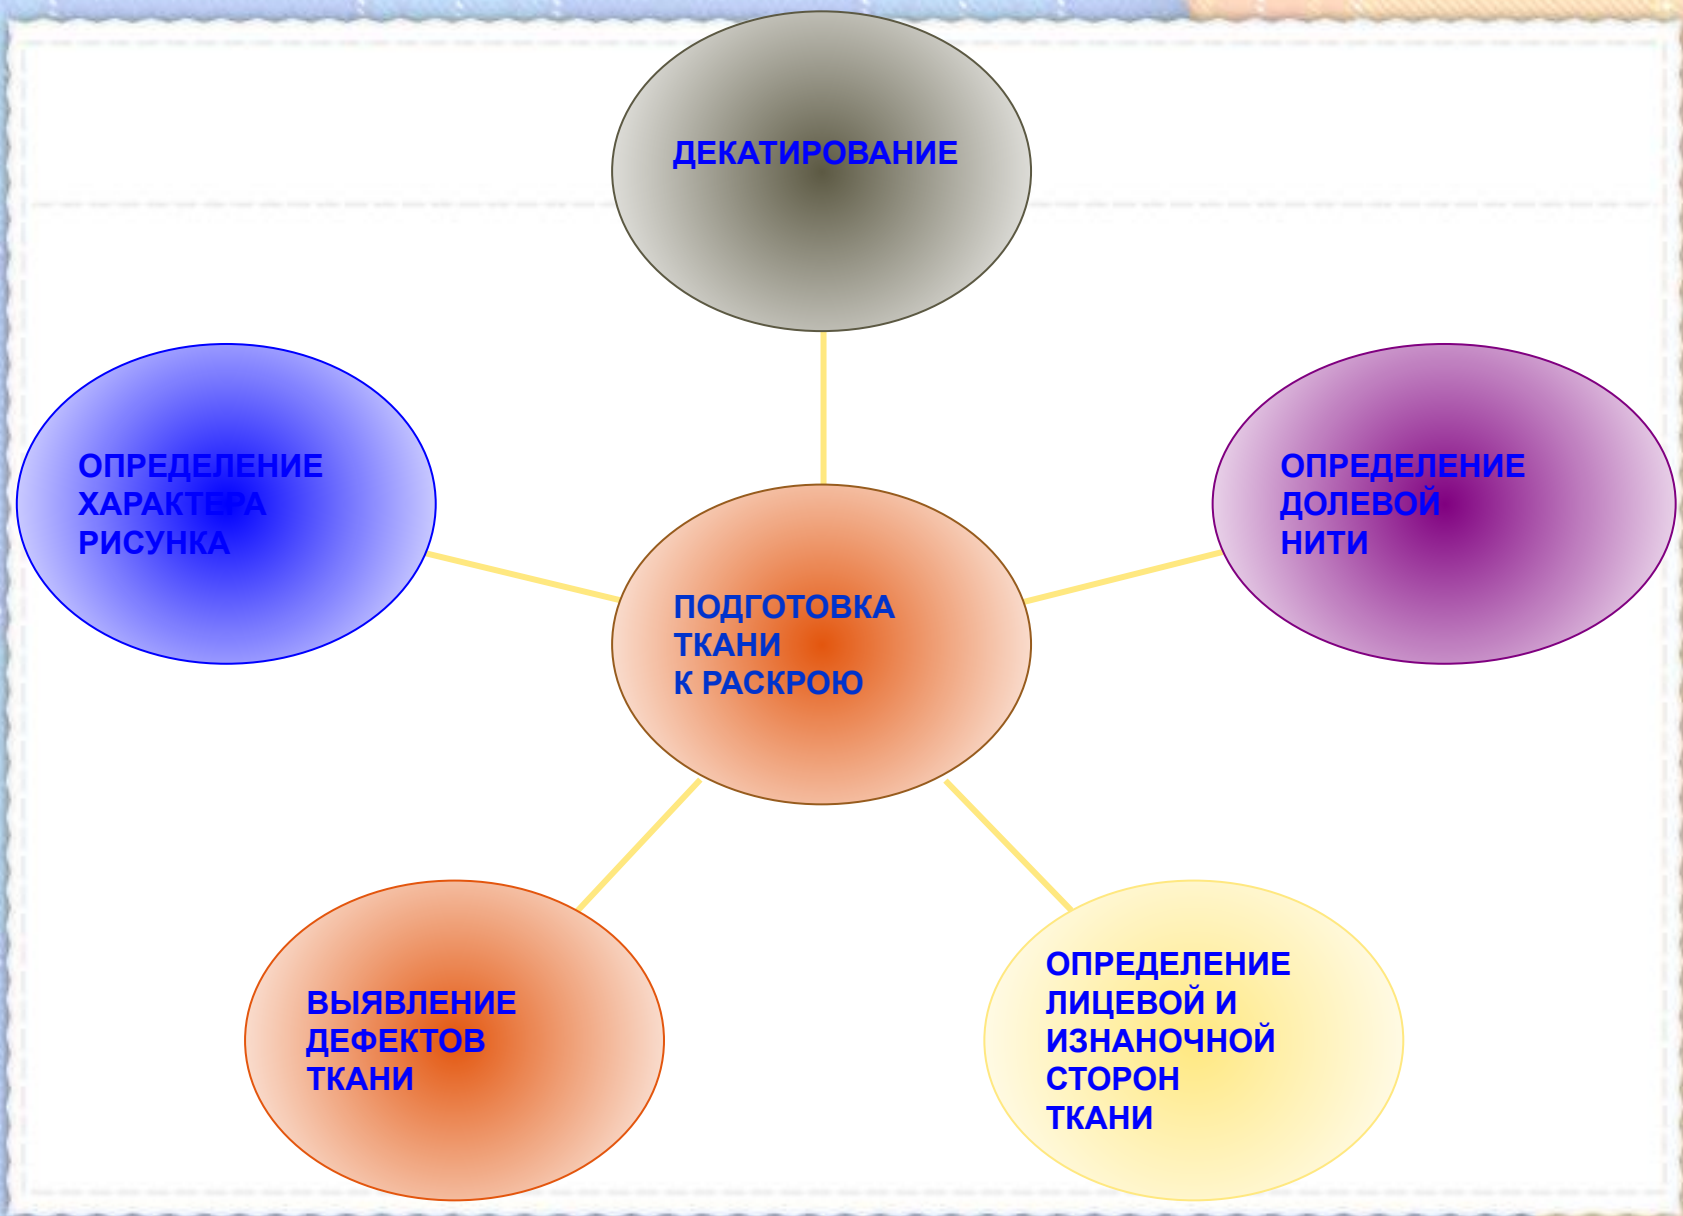 ДЕКАТИРОВАНИЕ
ОПРЕДЕЛЕНИЕ
ХАРАКТЕРА
РИСУНКА
ОПРЕДЕЛЕНИЕ
ДОЛЕВОЙ
НИТИ
ПОДГОТОВКА
ТКАНИ
К РАСКРОЮ
ВЫЯВЛЕНИЕ
ДЕФЕКТОВ
ТКАНИ
ОПРЕДЕЛЕНИЕ
ЛИЦЕВОЙ И
ИЗНАНОЧНОЙ
СТОРОН
ТКАНИ